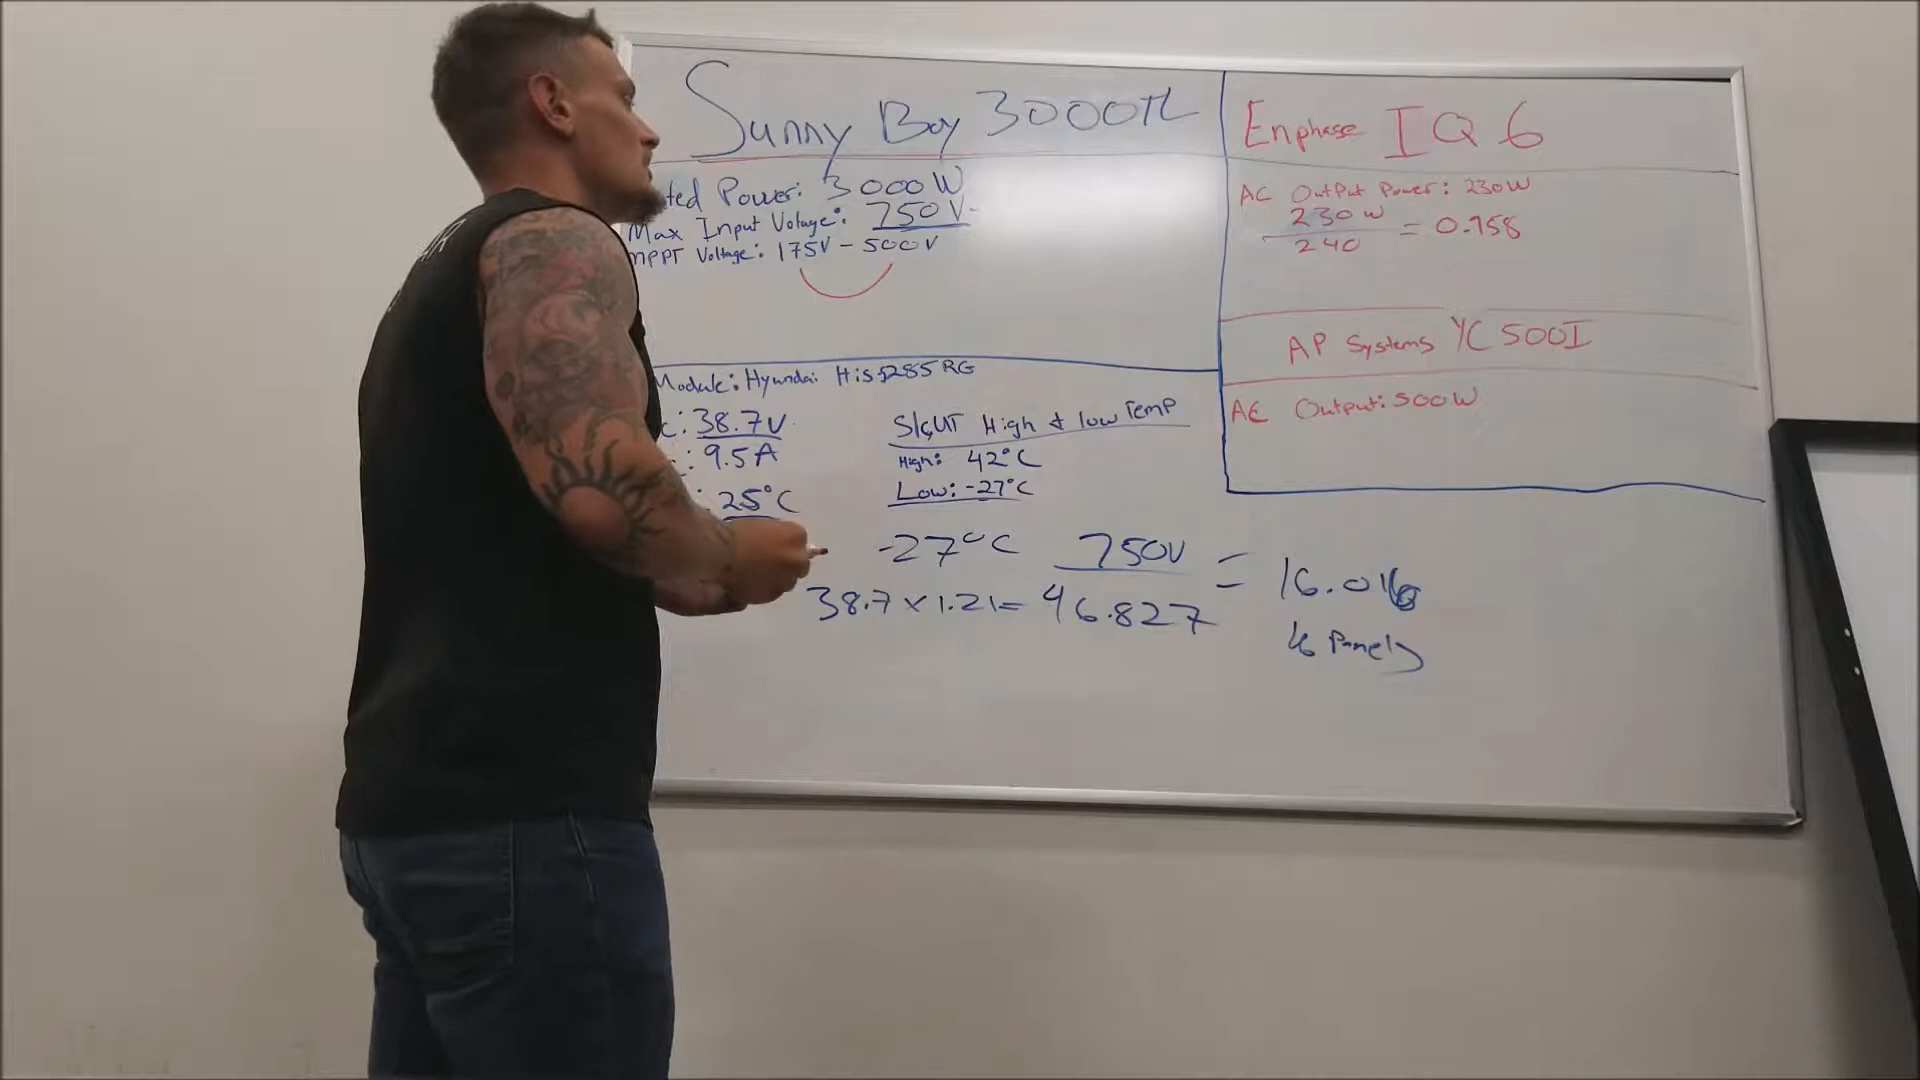 Sunny Boy 3000TL
ted Power: 3000W
Max Input Voltage: 750V
MPPT Voltage: 175V - 500V
Module: Hyundai HiS-S285RG
c: 38.7V
c: 9.5A
: 25°C
SLC, UT High & low Temp
High: 42°C
Low: -27°C
-27°C
750V
38.7 x 1.21 = 46.827
= 16.016
16 Panels
Enphase IQ 6
AC Output Power: 230W
230W
240
= 0.958
AP Systems YC500I
AC Output: 500W